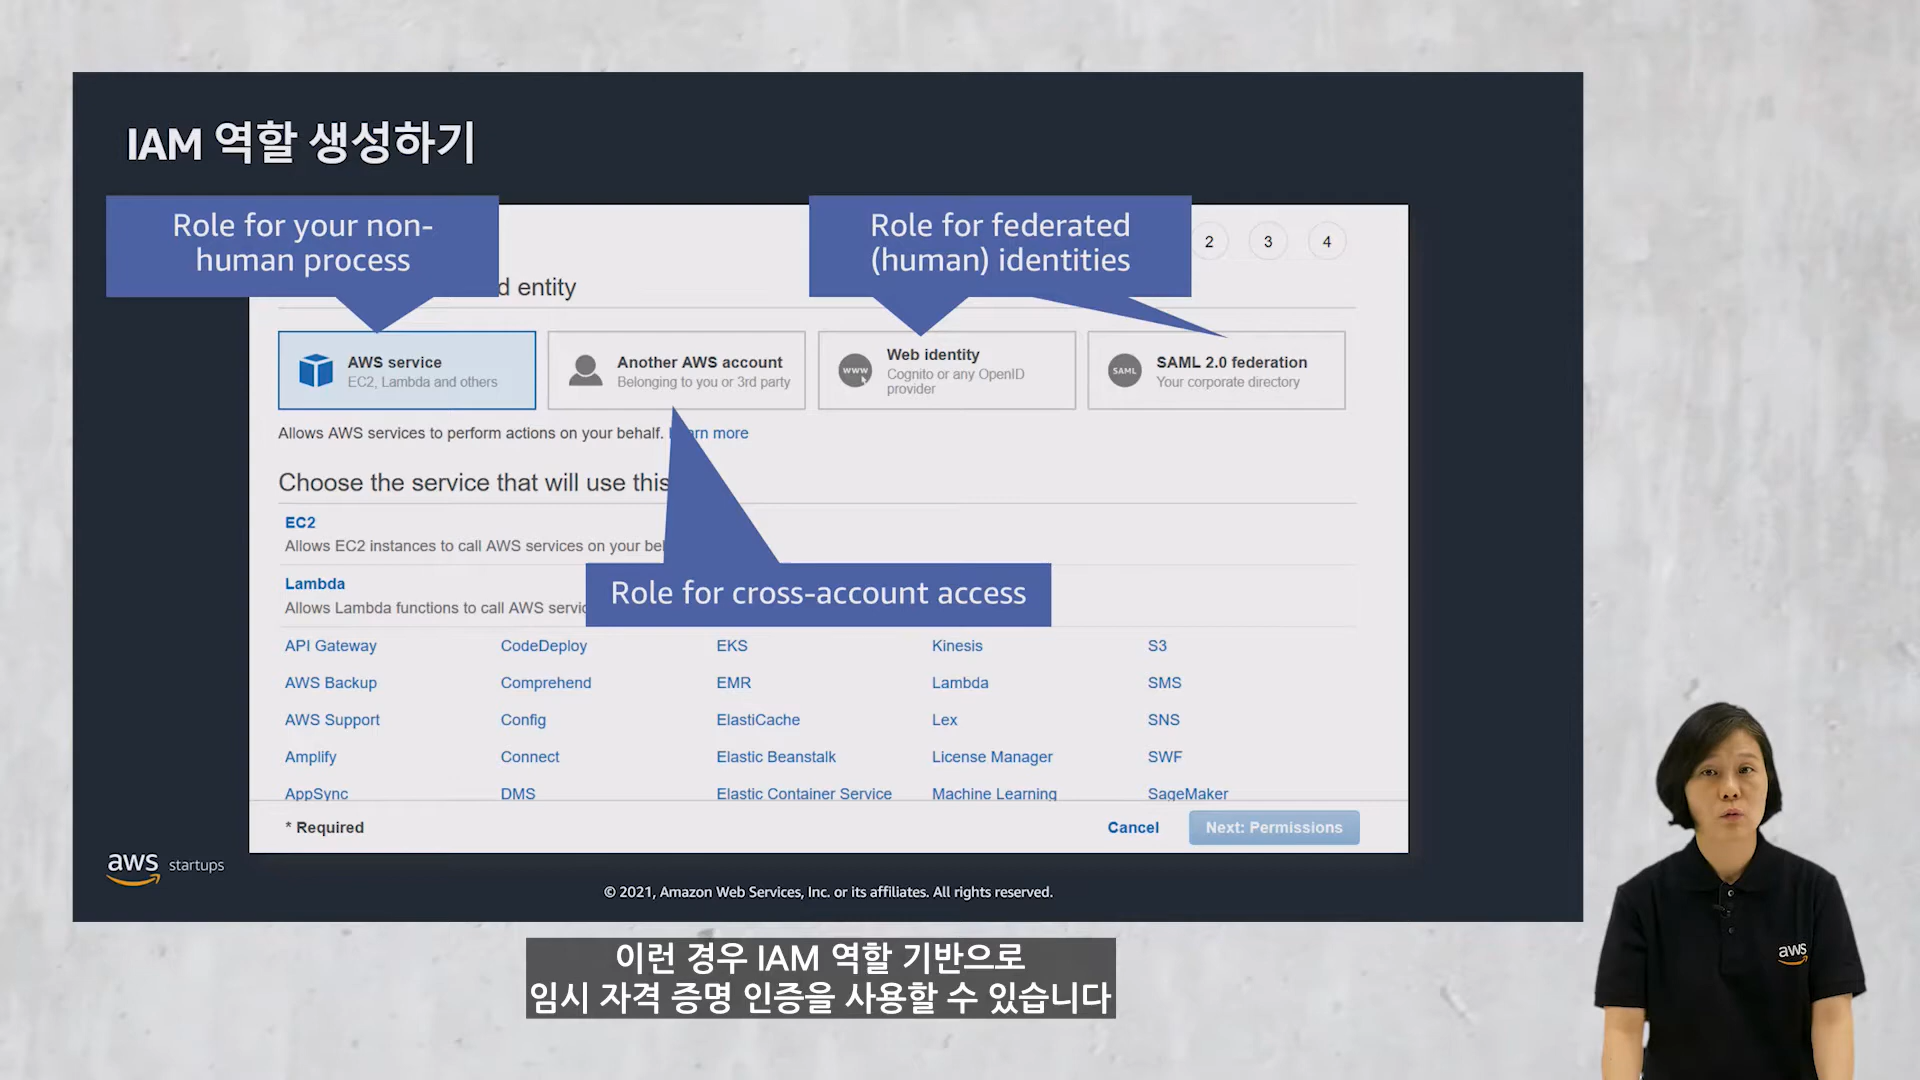 IAM 역할 생성하기
Role for your non-
human process
Role for federated
(human) identities
2
3
4
d entity
AWS service
EC2, Lambda and others
Another AWS account
Belonging to you or 3rd party
www
Web identity
Cognito or any OpenID
provider
SAML
SAML 2.0 federation
Your corporate directory
Allows AWS services to perform actions on your behalf. rn more
Choose the service that will use this
EC2
Allows EC2 instances to call AWS services on your be
Lambda
Allows Lambda functions to call AWS servic
Role for cross-account access
API Gateway
CodeDeploy
EKS
Kinesis
S3
AWS Backup
Comprehend
EMR
Lambda
SMS
AWS Support
Config
ElastiCache
Lex
SNS
Amplify
Connect
Elastic Beanstalk
License Manager
SWF
AppSync
DMS
Elastic Container Service
Machine Learning
SageMaker
* Required
Cancel
Next: Permissions
aws startups
© 2021, Amazon Web Services, Inc. or its affiliates. All rights reserved.
이런 경우 IAM 역할 기반으로
임시 자격 증명 인증을 사용할 수 있습니다
aws